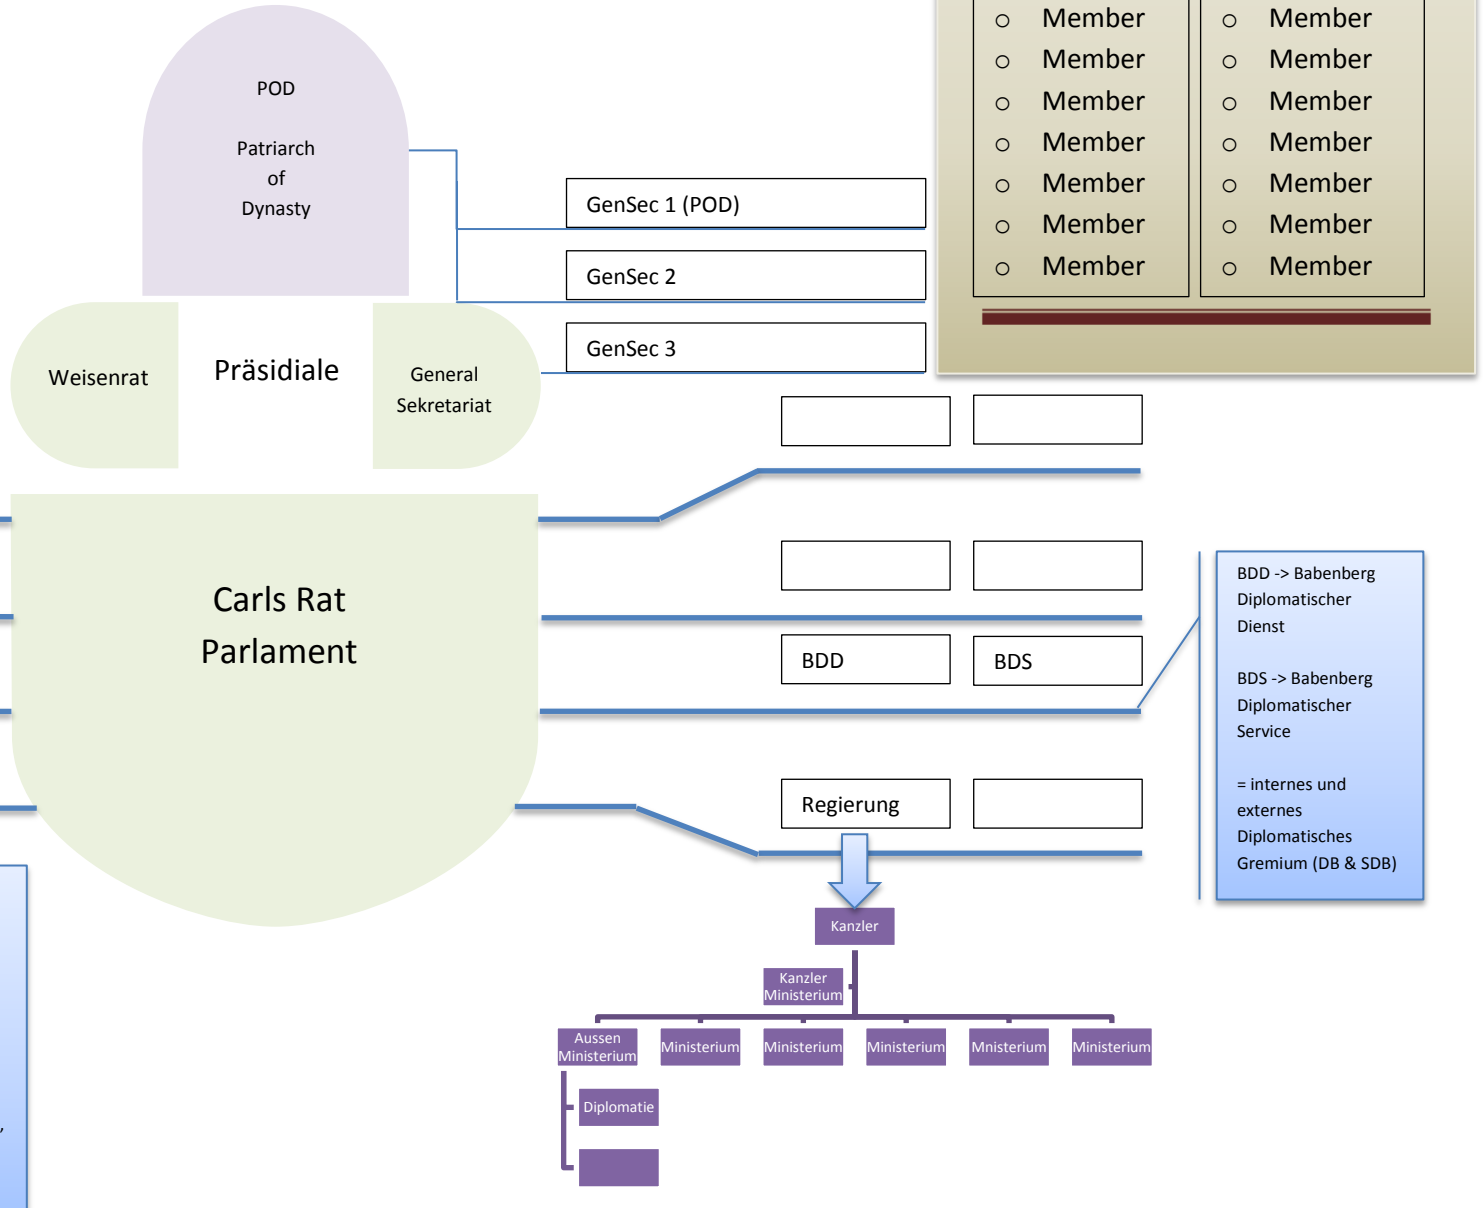 POD
Patriarch
of
Dynasty
GenSec 1 (POD)
GenSec 2
GenSec 3
o Member
o Member
o Member
o Member
o Member
o Member
o Member
o Member
o Member
o Member
o Member
o Member
o Member
o Member
Weisenrat
Präsidiale
General
Sekretariat
Carls Rat
Parlament
BDD
BDS
Regierung
BDD -> Babenberg
Diplomatischer
Dienst
BDS -> Babenberg
Diplomatischer
Service
= internes und
externes
Diplomatisches
Gremium (DB & SDB)
Kanzler
Kanzler
Ministerium
Aussen
Ministerium
Ministerium
Ministerium
Ministerium
Mnisterium
Ministerium
Diplomatie
,